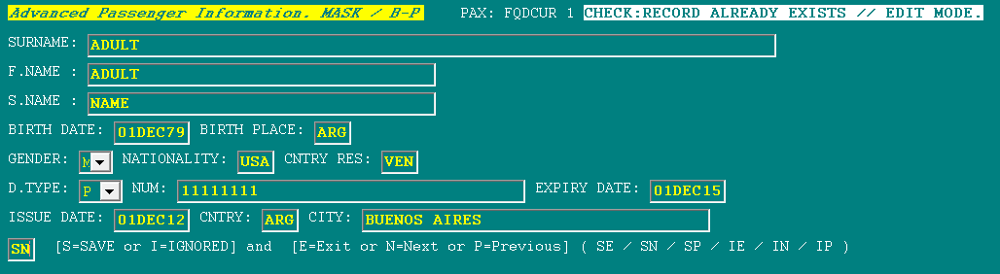 Advanced Passenger Information. MASK / B-P PAX: FQDCUR 1 CHECK:RECORD ALREADY EXISTS // EDIT MODE.
SURNAME: ADULT
F.NAME : ADULT
S.NAME : NAME
BIRTH DATE: 01DEC79 BIRTH PLACE: ARG
GENDER: M NATIONALITY: USA CNTRY RES: VEN
D.TYPE: P NUM: 11111111 EXPIRY DATE: 01DEC15
ISSUE DATE: 01DEC12 CNTRY: ARG CITY: BUENOS AIRES
SN [S=SAVE or I=IGNORED] and [E=Exit or N=Next or P=Previous] ( SE / SN / SP / IE / IN / IP )